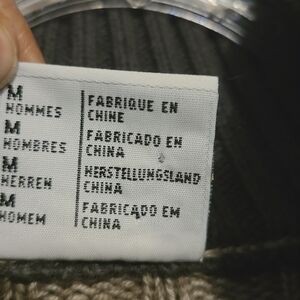 M
HOMMES
FABRIQUE EN
CHINE
M
HOMBRES
FABRICADO EN
CHINA
M
HERREN
HERSTELLUNGSLAND
CHINA
M
HOMEM
FABRICADO EM
CHINA